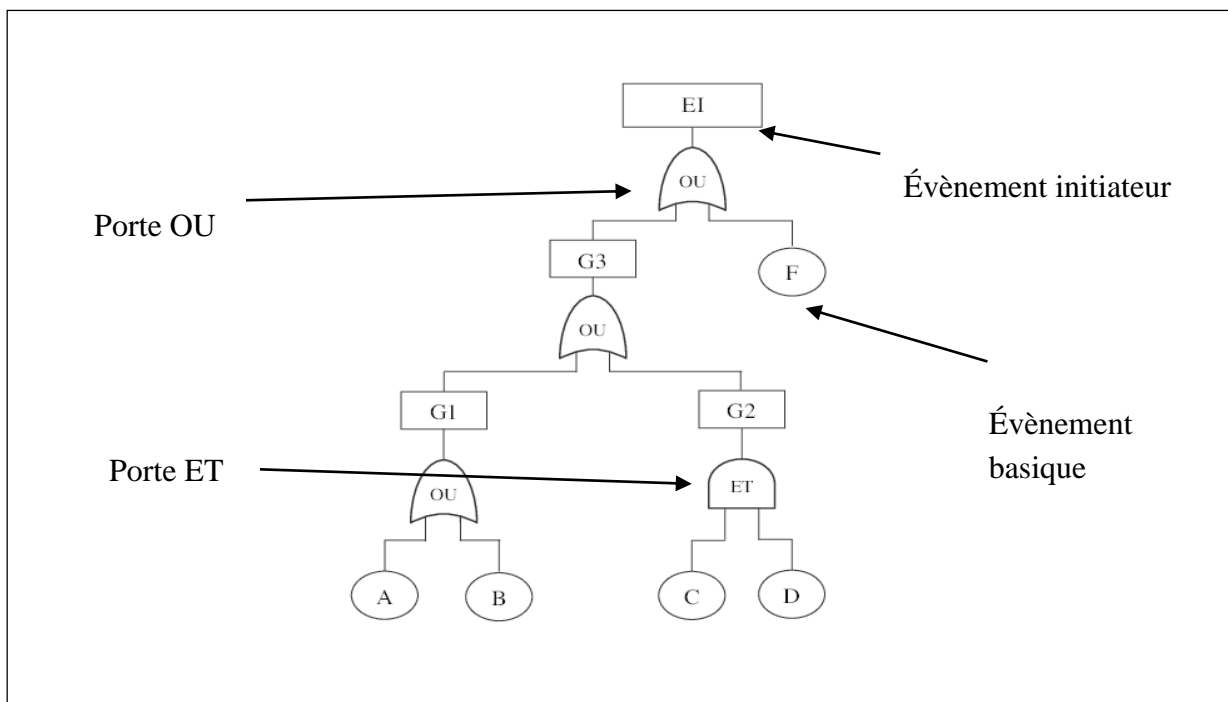 EI
OU
Évènement initiateur
Porte OU
G3
F
OU
G1
G2
Évènement
basique
Porte ET
OU
ET
A
B
C
D